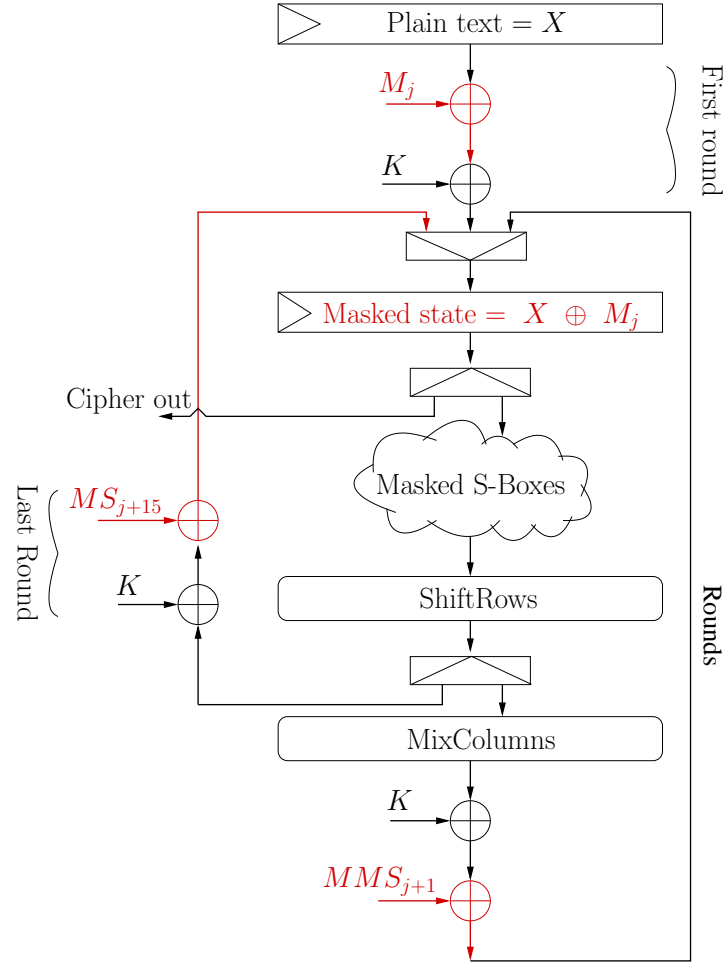 Plain text = X
M_j
First round
K
Masked state = X ⊕ M_j
Cipher out
Masked S-Boxes
MS_{j+15}
Last Round
K
ShiftRows
Rounds
MixColumns
K
MMS_{j+1}